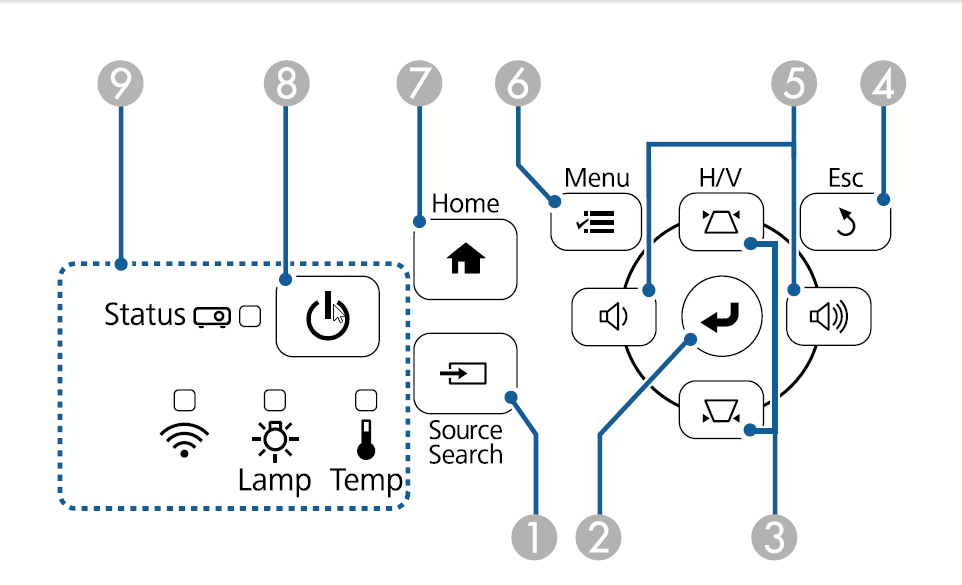 9 8 7 6 5 4
Menu H/V Esc
Home
Status
Source
Search
Lamp Temp
1 2 3